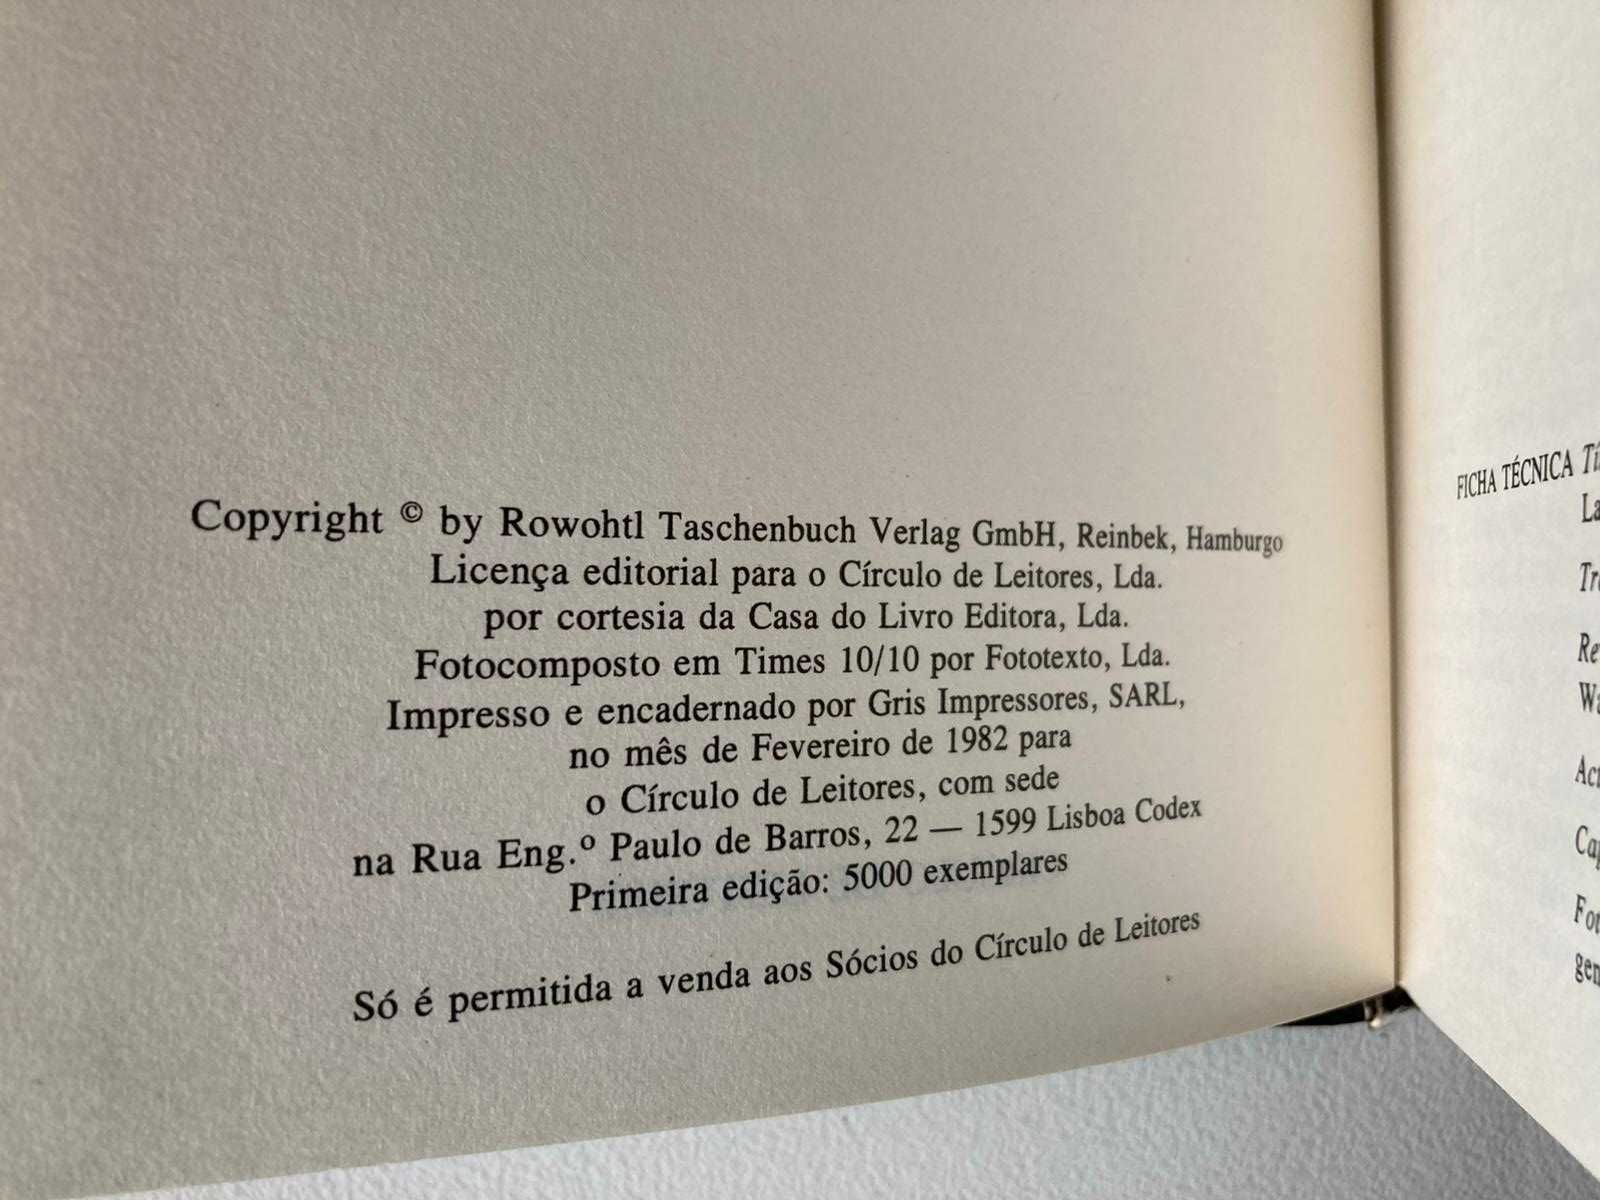 Copyright © by Rowohtl Taschenbuch Verlag GmbH, Reinbek, Hamburgo
Licença editorial para o Círculo de Leitores, Lda.
por cortesia da Casa do Livro Editora, Lda.
Fotocomposto em Times 10/10 por Fototexto, Lda.
Impresso e encadernado por Gris Impressores, SARL,
no mês de Fevereiro de 1982 para
o Círculo de Leitores, com sede
na Rua Eng.º Paulo de Barros, 22 — 1599 Lisboa Codex
Primeira edição: 5000 exemplares
Só é permitida a venda aos Sócios do Círculo de Leitores
FICHA TÉCNICA